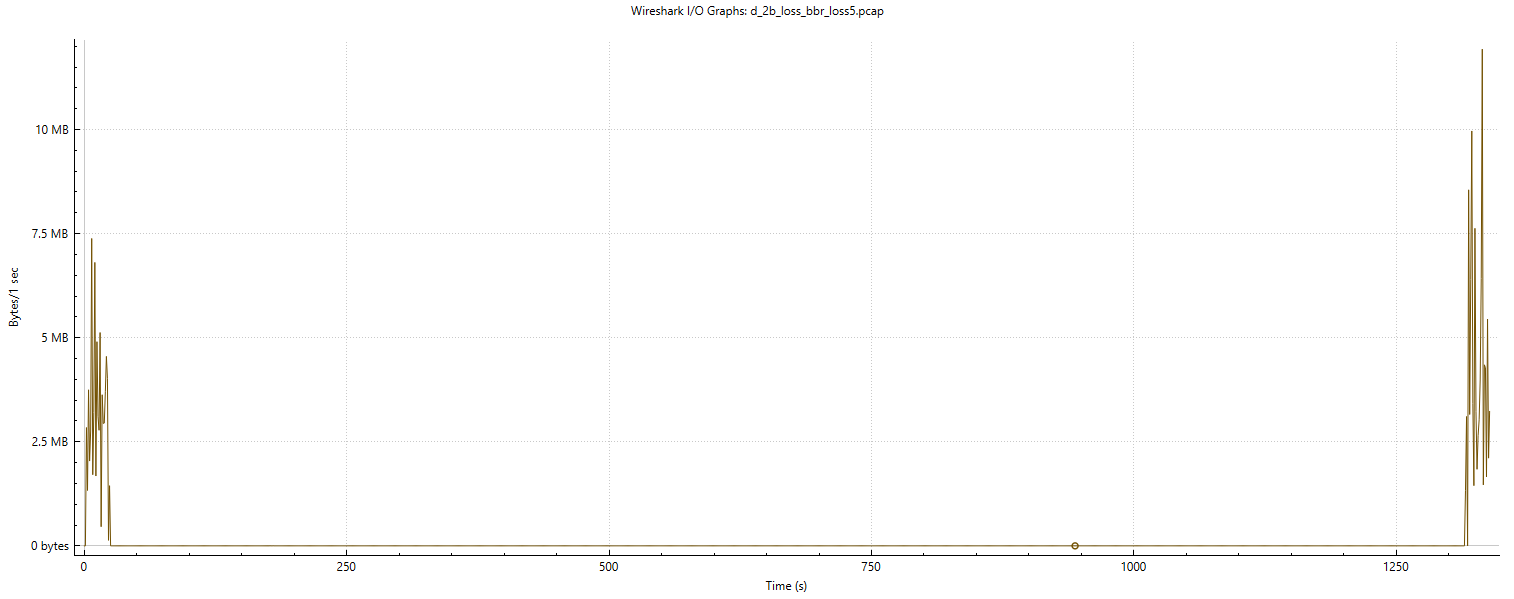 Wireshark I/O Graphs: d_2b_loss_bbr_loss5.pcap
Bytes/1 sec
10 MB
7.5 MB
5 MB
2.5 MB
0 bytes
0 250 500 750 1000 1250
Time (s)